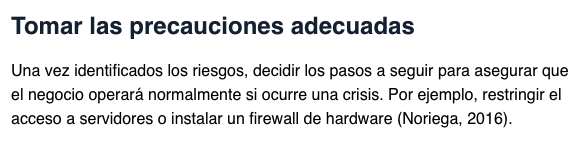 Tomar las precauciones adecuadas
Una vez identificados los riesgos, decidir los pasos a seguir para asegurar que
el negocio operará normalmente si ocurre una crisis. Por ejemplo, restringir el
acceso a servidores o instalar un firewall de hardware (Noriega, 2016).